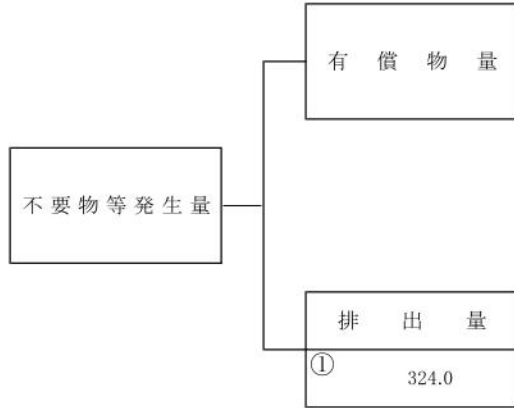 有償物量
不要物等発生量
排出量
①
324.0